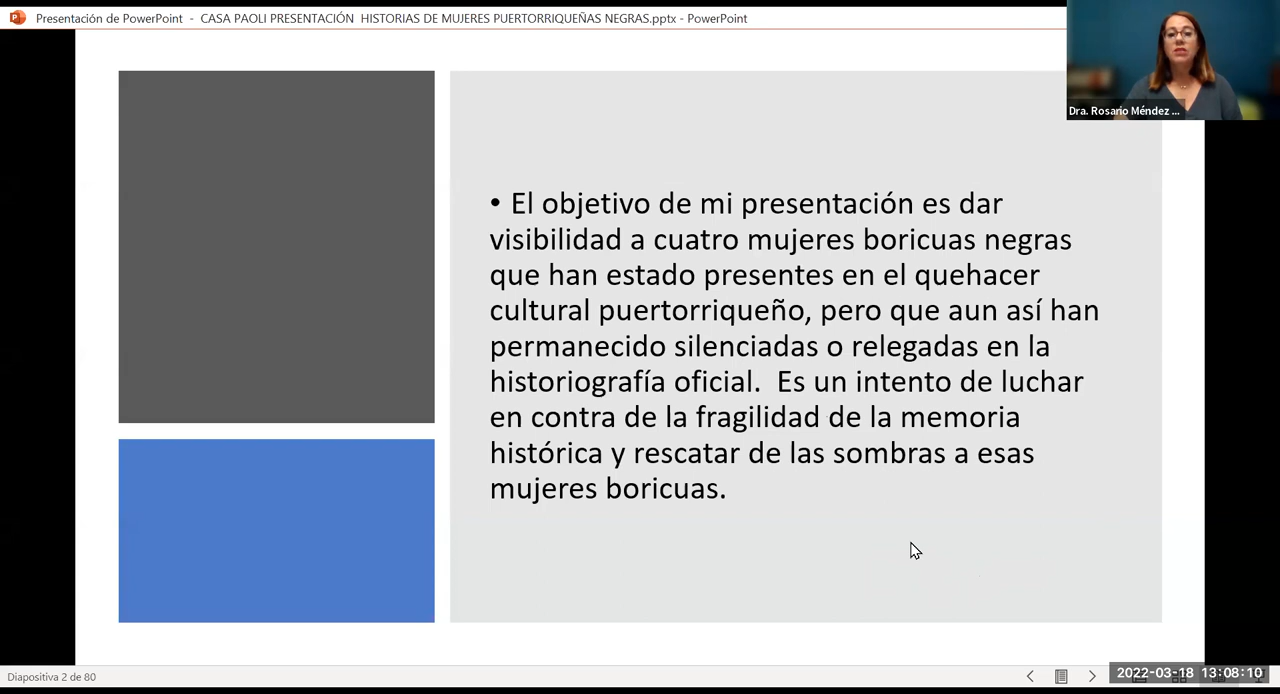 Presentación de PowerPoint - CASA PAOLI PRESENTACIÓN HISTORIAS DE MUJERES PUERTORRIQUEÑAS NEGRAS.pptx - PowerPoint
Dra. Rosario Méndez ...
• El objetivo de mi presentación es dar
visibilidad a cuatro mujeres boricuas negras
que han estado presentes en el quehacer
cultural puertorriqueño, pero que aun así han
permanecido silenciadas o relegadas en la
historiografía oficial. Es un intento de luchar
en contra de la fragilidad de la memoria
histórica y rescatar de las sombras a esas
mujeres boricuas.
Diapositiva 2 de 80
2022-03-18 13:08:10